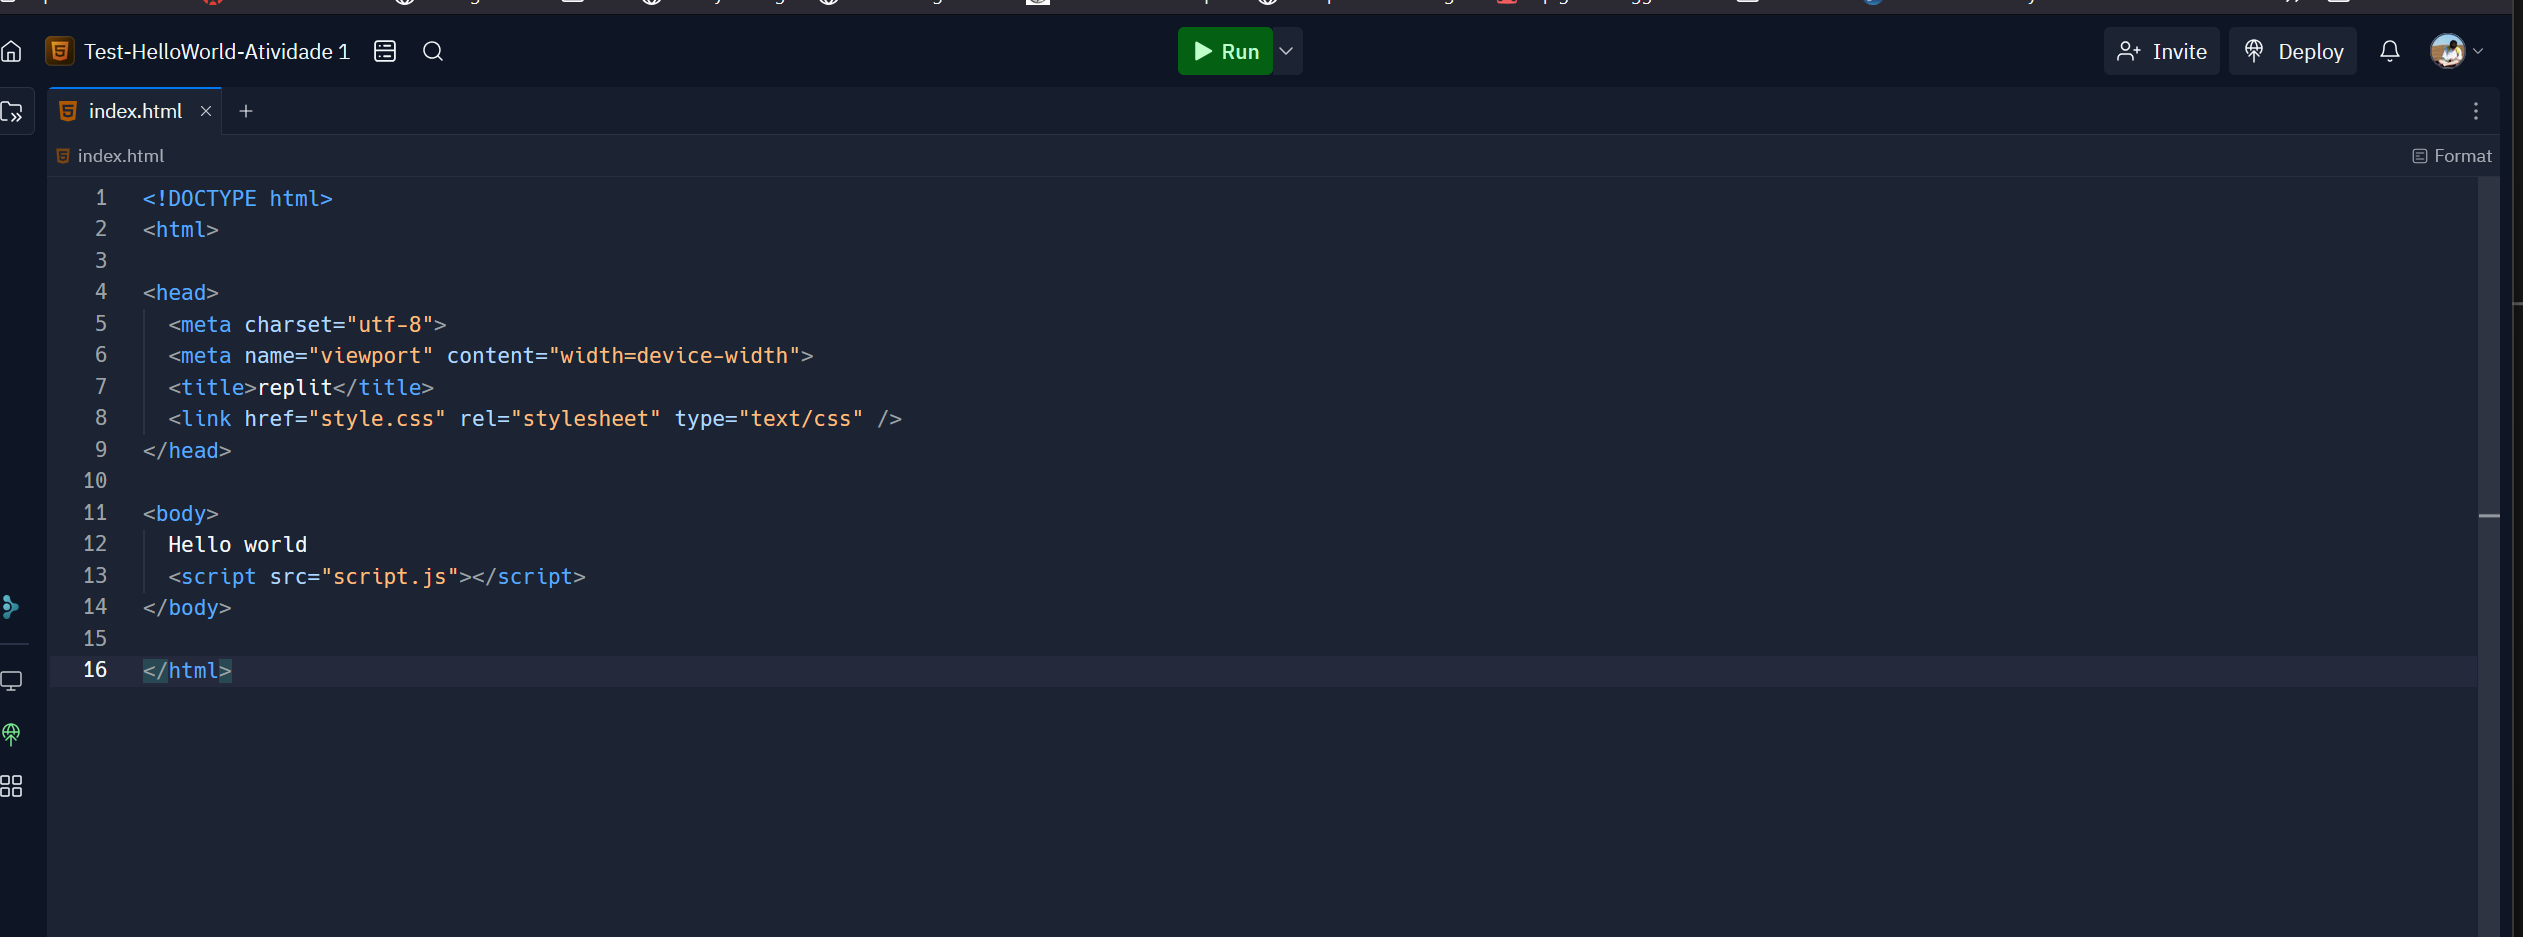 Test-HelloWorld-Atividade 1
Run
Invite
Deploy
index.html
index.html
Format
1 <!DOCTYPE html>
2 <html>
3
4 <head>
5 <meta charset="utf-8">
6 <meta name="viewport" content="width=device-width">
7 <title>replit</title>
8 <link href="style.css" rel="stylesheet" type="text/css" />
9 </head>
10
11 <body>
12 Hello world
13 <script src="script.js"></script>
14 </body>
15
16 </html>